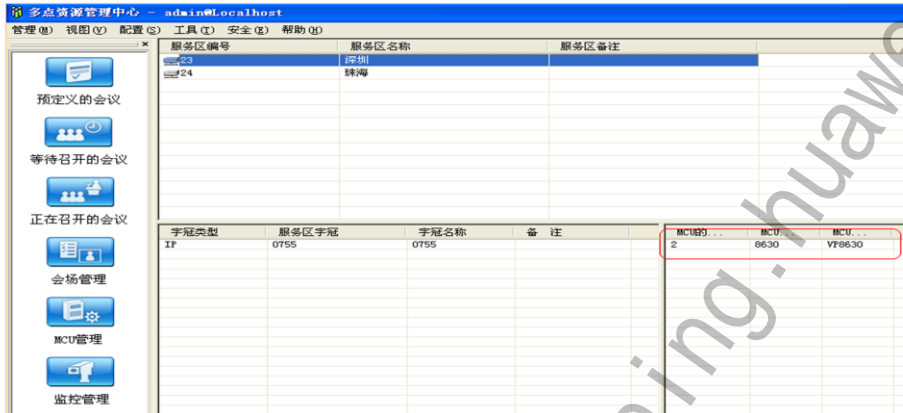 多点资源管理中心 - admin@Localhost
管理(M) 视图(V) 配置(S) 工具(T) 安全(E) 帮助(H)
服务区编号 服务区名称 服务区备注
23 深圳
24 珠海
预定义的会议
等待召开的会议
正在召开的会议
会场管理
MCU管理
监控管理
字冠类型 服务区字冠 字冠名称 备 注
IP 0755 0755
MCU的... MCU... MCU...
2 8630 VP8630
ing.huawe